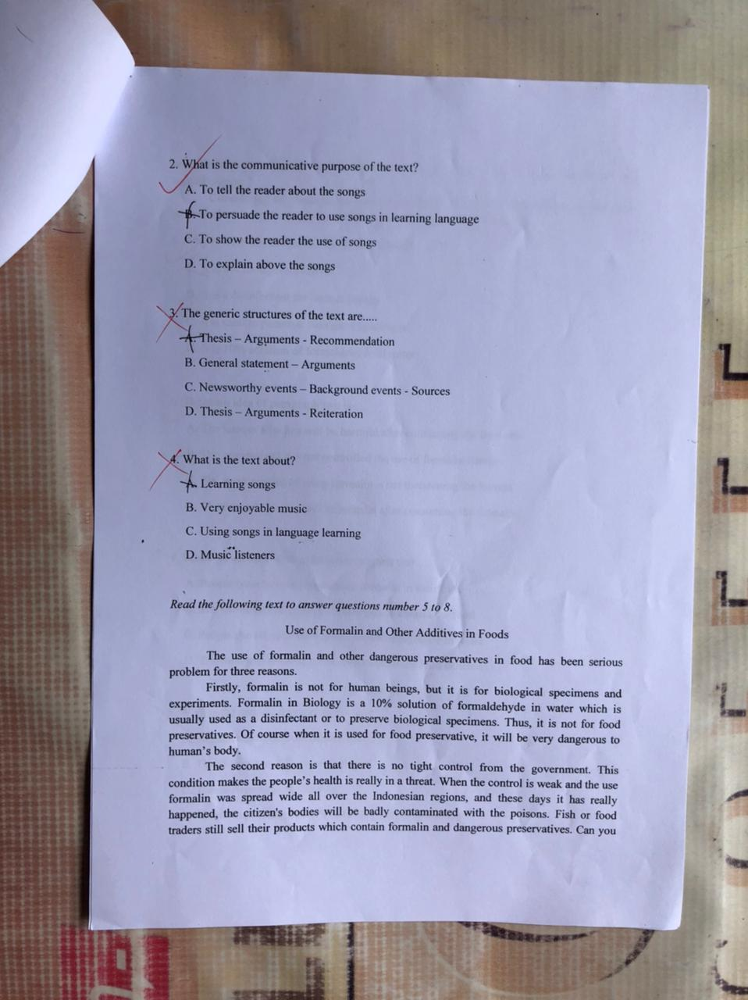 2. What is the communicative purpose of the text?
A. To tell the reader about the songs
B. To persuade the reader to use songs in learning language
C. To show the reader the use of songs
D. To explain above the songs
3. The generic structures of the text are.....
A. Thesis – Arguments - Recommendation
B. General statement – Arguments
C. Newsworthy events – Background events - Sources
D. Thesis – Arguments - Reiteration
4. What is the text about?
A. Learning songs
B. Very enjoyable music
C. Using songs in language learning
D. Music listeners
Read the following text to answer questions number 5 to 8.
Use of Formalin and Other Additives in Foods
The use of formalin and other dangerous preservatives in food has been serious
problem for three reasons.
Firstly, formalin is not for human beings, but it is for biological specimens and
experiments. Formalin in Biology is a 10% solution of formaldehyde in water which is
usually used as a disinfectant or to preserve biological specimens. Thus, it is not for food
preservatives. Of course when it is used for food preservative, it will be very dangerous to
human's body.
The second reason is that there is no tight control from the government. This
condition makes the people's health is really in a threat. When the control is weak and the use
formalin was spread wide all over the Indonesian regions, and these days it has really
happened, the citizen's bodies will be badly contaminated with the poisons. Fish or food
traders still sell their products which contain formalin and dangerous preservatives. Can you